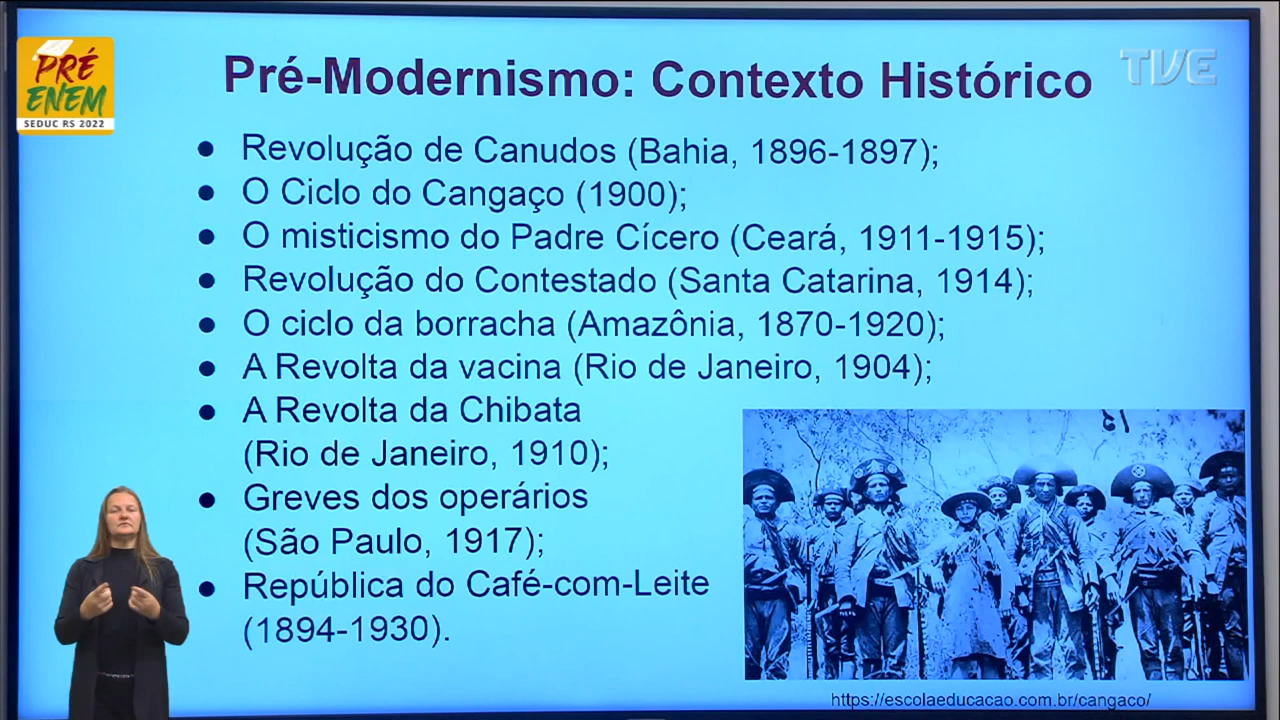 PRÉ
ENEM
SEDUC RS 2022
Pré-Modernismo: Contexto Histórico
TVE
● Revolução de Canudos (Bahia, 1896-1897);
● O Ciclo do Cangaço (1900);
● O misticismo do Padre Cícero (Ceará, 1911-1915);
● Revolução do Contestado (Santa Catarina, 1914);
● O ciclo da borracha (Amazônia, 1870-1920);
● A Revolta da vacina (Rio de Janeiro, 1904);
● A Revolta da Chibata
(Rio de Janeiro, 1910);
● Greves dos operários
(São Paulo, 1917);
● República do Café-com-Leite
(1894-1930).
https://escolaeducacao.com.br/cangaco/